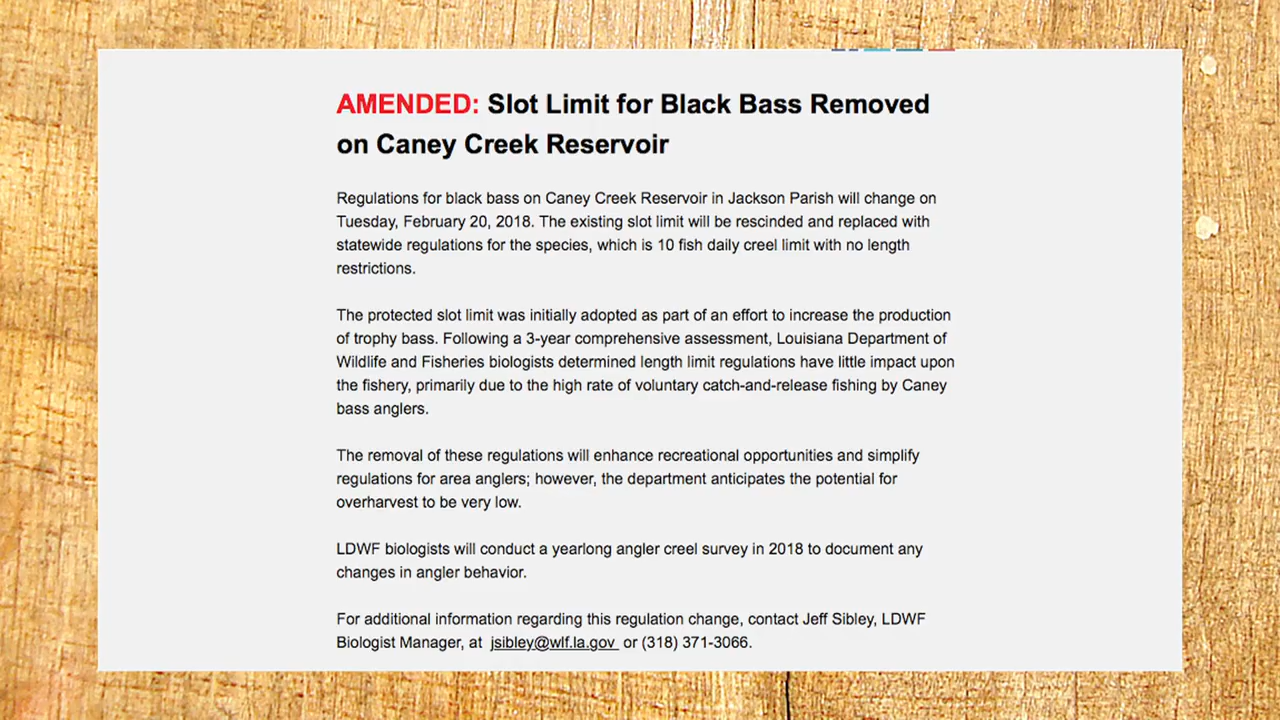 AMENDED: Slot Limit for Black Bass Removed
on Caney Creek Reservoir
Regulations for black bass on Caney Creek Reservoir in Jackson Parish will change on
Tuesday, February 20, 2018. The existing slot limit will be rescinded and replaced with
statewide regulations for the species, which is 10 fish daily creel limit with no length
restrictions.
The protected slot limit was initially adopted as part of an effort to increase the production
of trophy bass. Following a 3-year comprehensive assessment, Louisiana Department of
Wildlife and Fisheries biologists determined length limit regulations have little impact upon
the fishery, primarily due to the high rate of voluntary catch-and-release fishing by Caney
bass anglers.
The removal of these regulations will enhance recreational opportunities and simplify
regulations for area anglers; however, the department anticipates the potential for
overharvest to be very low.
LDWF biologists will conduct a yearlong angler creel survey in 2018 to document any
changes in angler behavior.
For additional information regarding this regulation change, contact Jeff Sibley, LDWF
Biologist Manager, at jsibley@wlf.la.gov or (318) 371-3066.